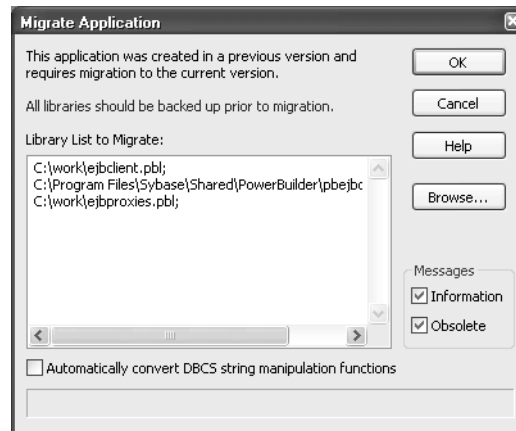 Migrate Application
This application was created in a previous version and
requires migration to the current version.
All libraries should be backed up prior to migration.
Library List to Migrate:
C:\work\ejbclient.pbl;
C:\Program Files\Sybase\Shared\PowerBuilder\pbejbc
C:\work\ejbproxies.pbl;
OK
Cancel
Help
Browse...
Messages
Information
Obsolete
Automatically convert DBCS string manipulation functions